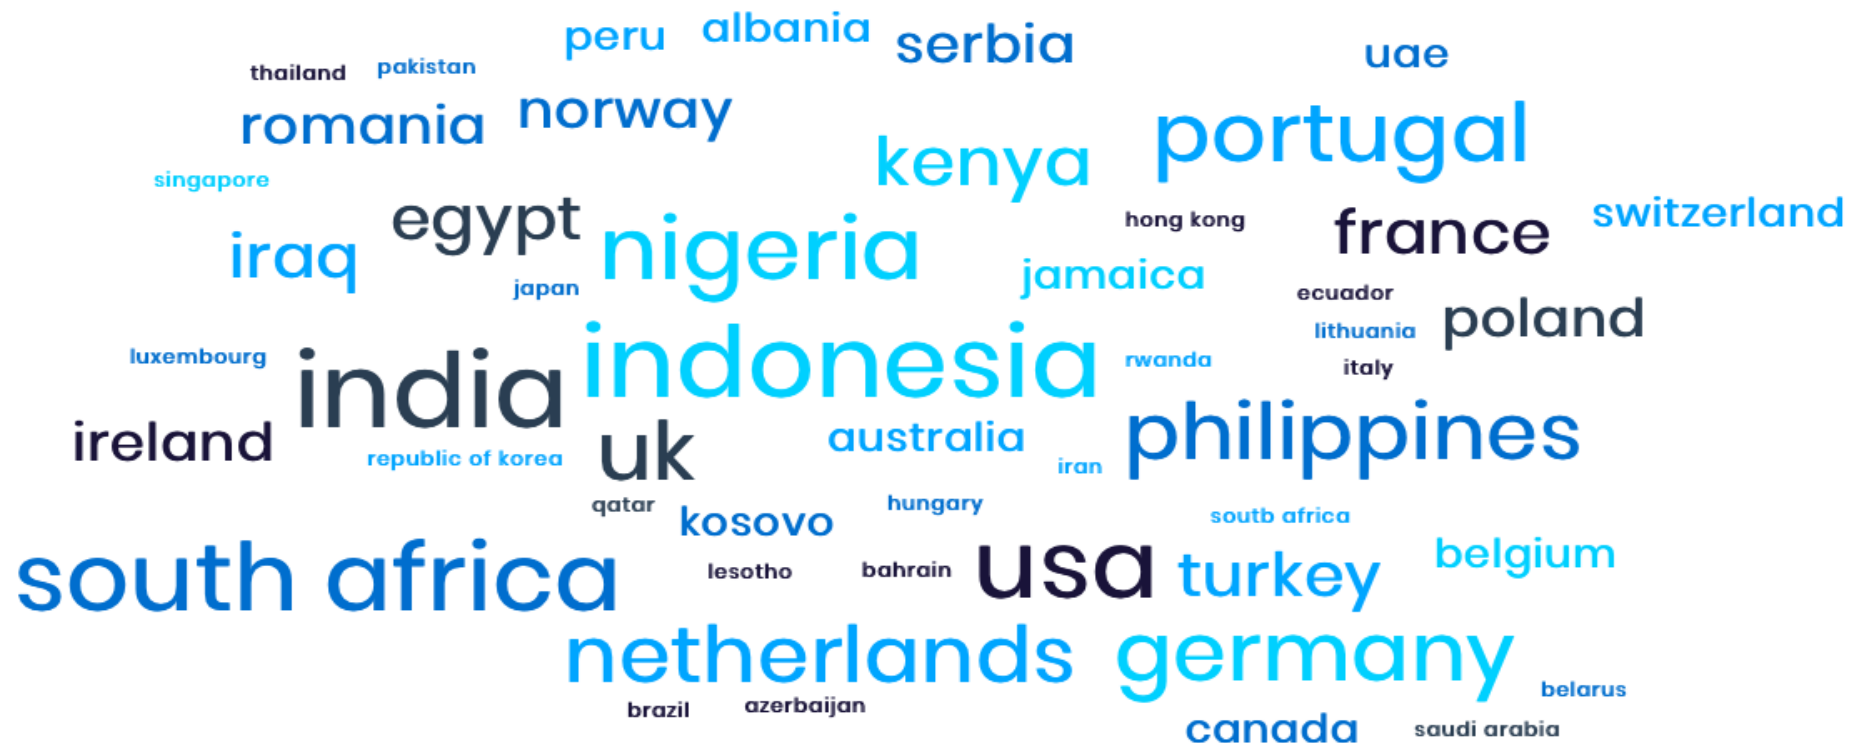 peru albania serbia uae
thailand pakistan
romania norway portugal
kenya
singapore
egypt hong kong france switzerland
iraq nigeria jamaica
japan ecuador poland
lithuania
luxembourg india indonesia rwanda italy
ireland uk australia philippines
republic of korea iran
qatar kosovo hungary soutb africa
south africa lesotho bahrain usa turkey belgium
netherlands germany
brazil azerbaijan belarus
canada saudi arabia